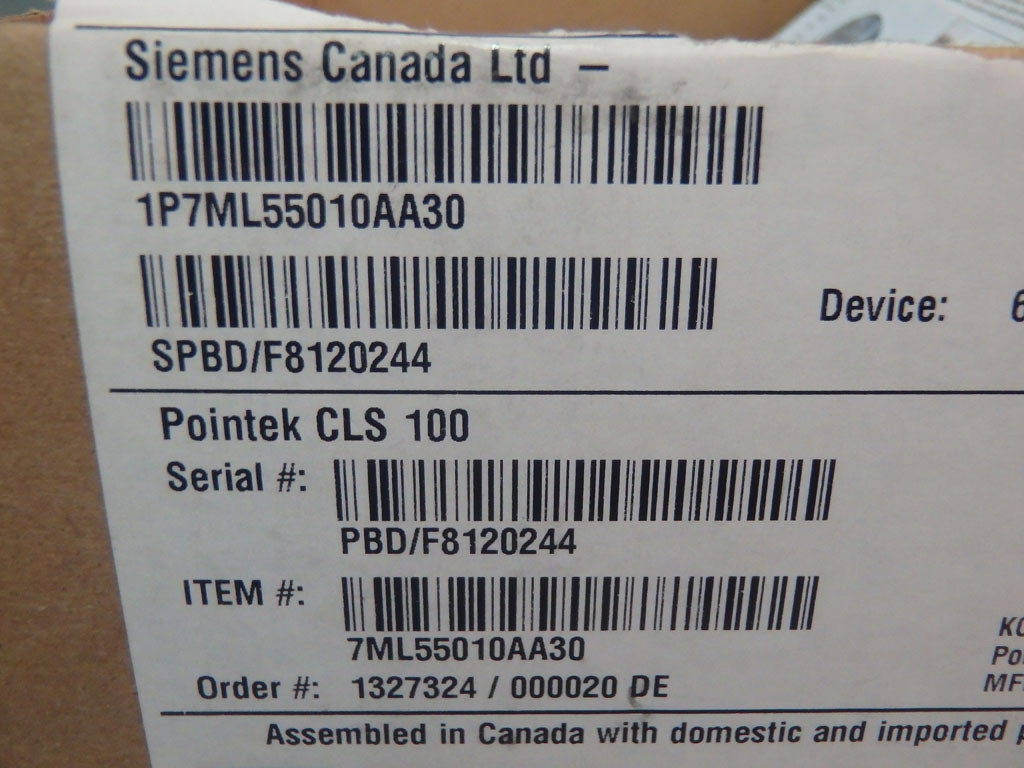 Siemens Canada Ltd –
1P7ML55010AA30
SPBD/F8120244
Device:
Pointek CLS 100
Serial #:
PBD/F8120244
ITEM #:
7ML55010AA30
Order #: 1327324 / 000020 DE
Assembled in Canada with domestic and imported